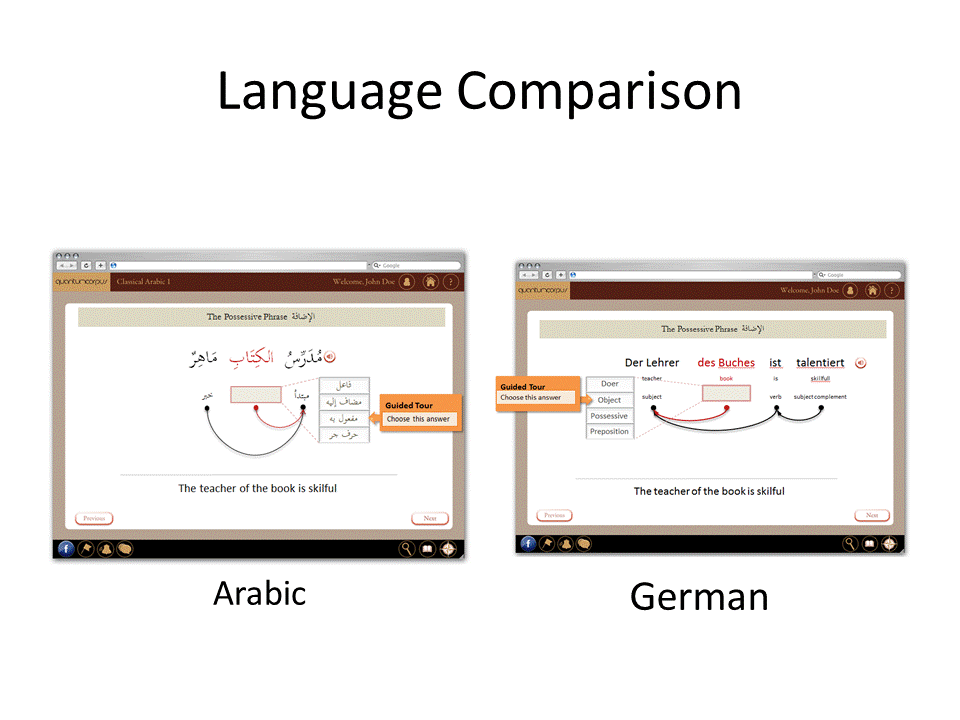 Language Comparison
Google
quantumcorpus
Classical Arabic 1
Welcome, John Doe
?
The Possessive Phrase الإضافة
مُدَرِّسُ الكِتَابِ مَاهِرٌ
مبتدأ
خبر
فاعل
مضاف إليه
مفعول به
حرف جر
Guided Tour
Choose this answer
The teacher of the book is skilful
Previous
Next
f
Arabic
Google
quantumcorpus
Welcome, John Doe
?
The Possessive Phrase الإضافة
Der Lehrer des Buches ist talentiert
teacher book is skilfull
subject verb subject complement
Guided Tour
Choose this answer
Doer
Object
Possessive
Preposition
The teacher of the book is skilful
Previous
Next
f
German